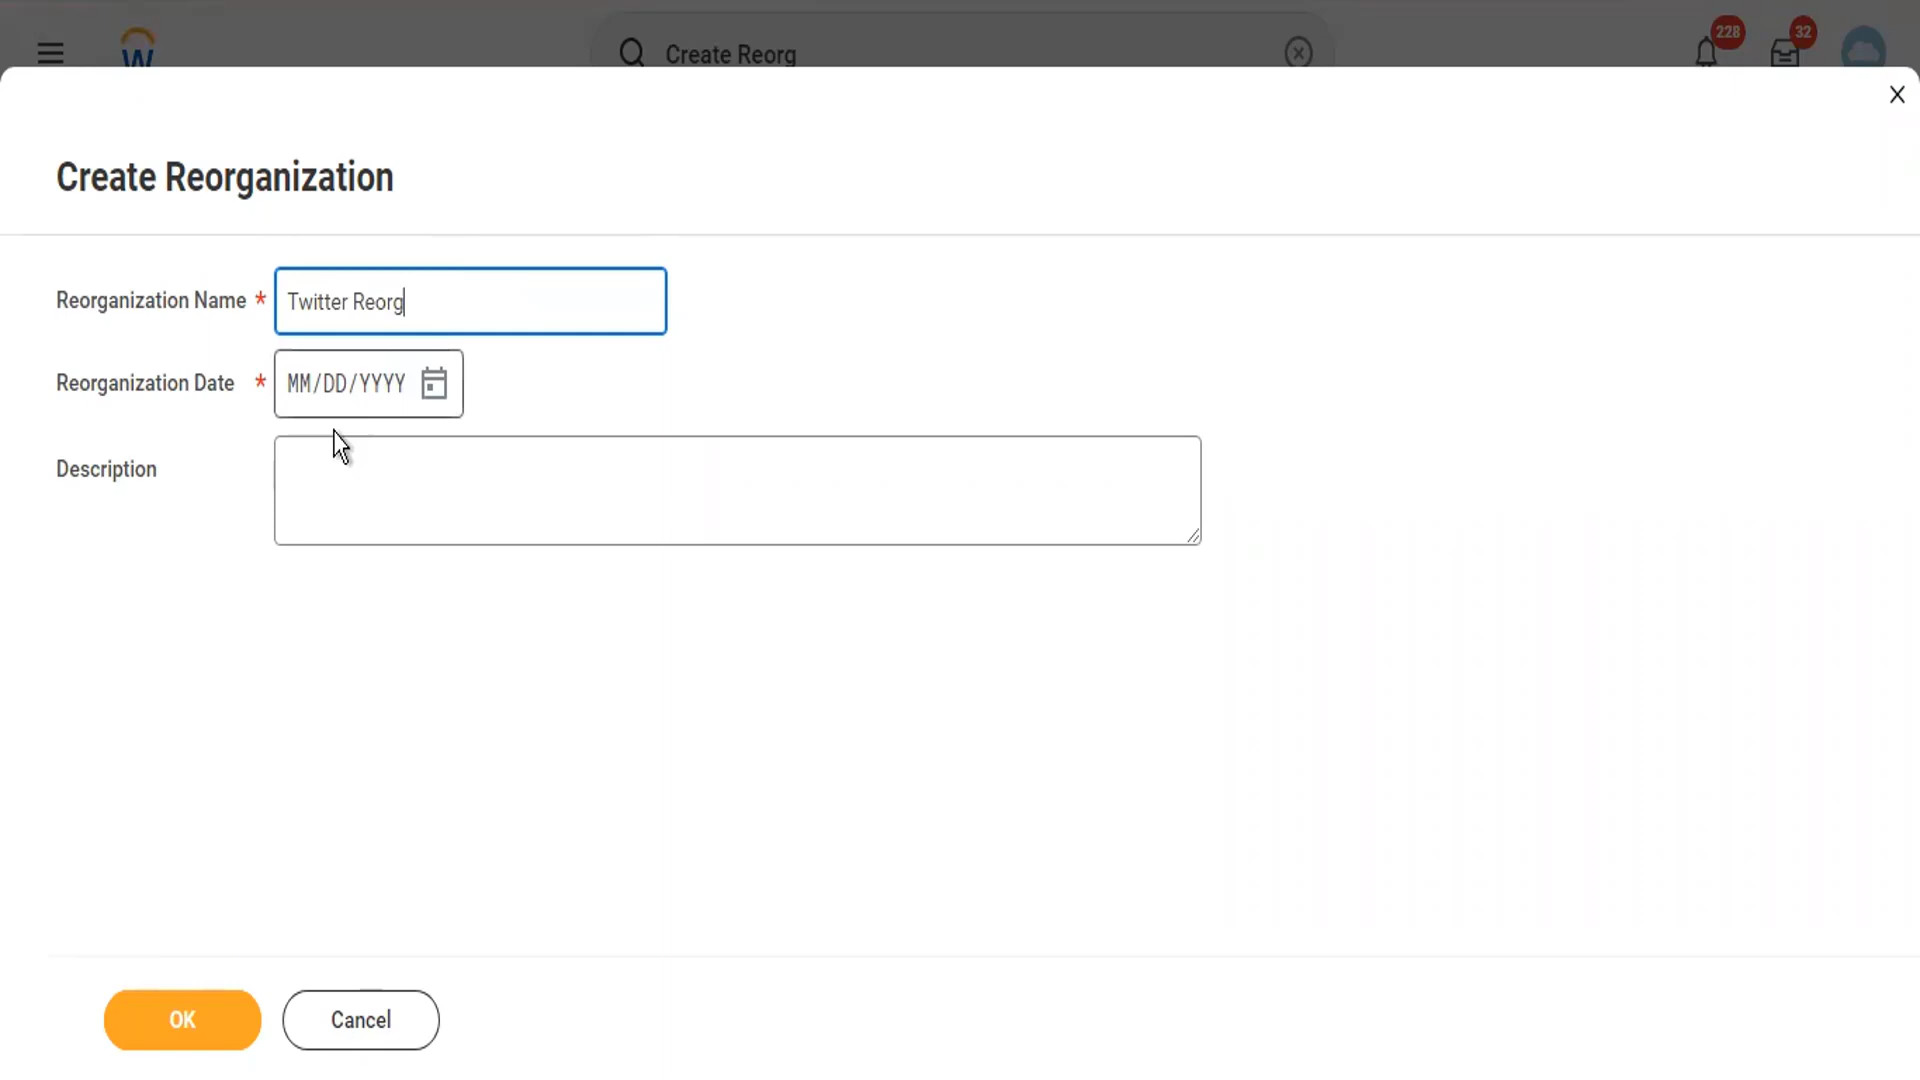 W
Create Reorg
228
32
X
Create Reorganization
Reorganization Name *
Twitter Reorg
Reorganization Date *
MM/DD/YYYY
Description
OK
Cancel